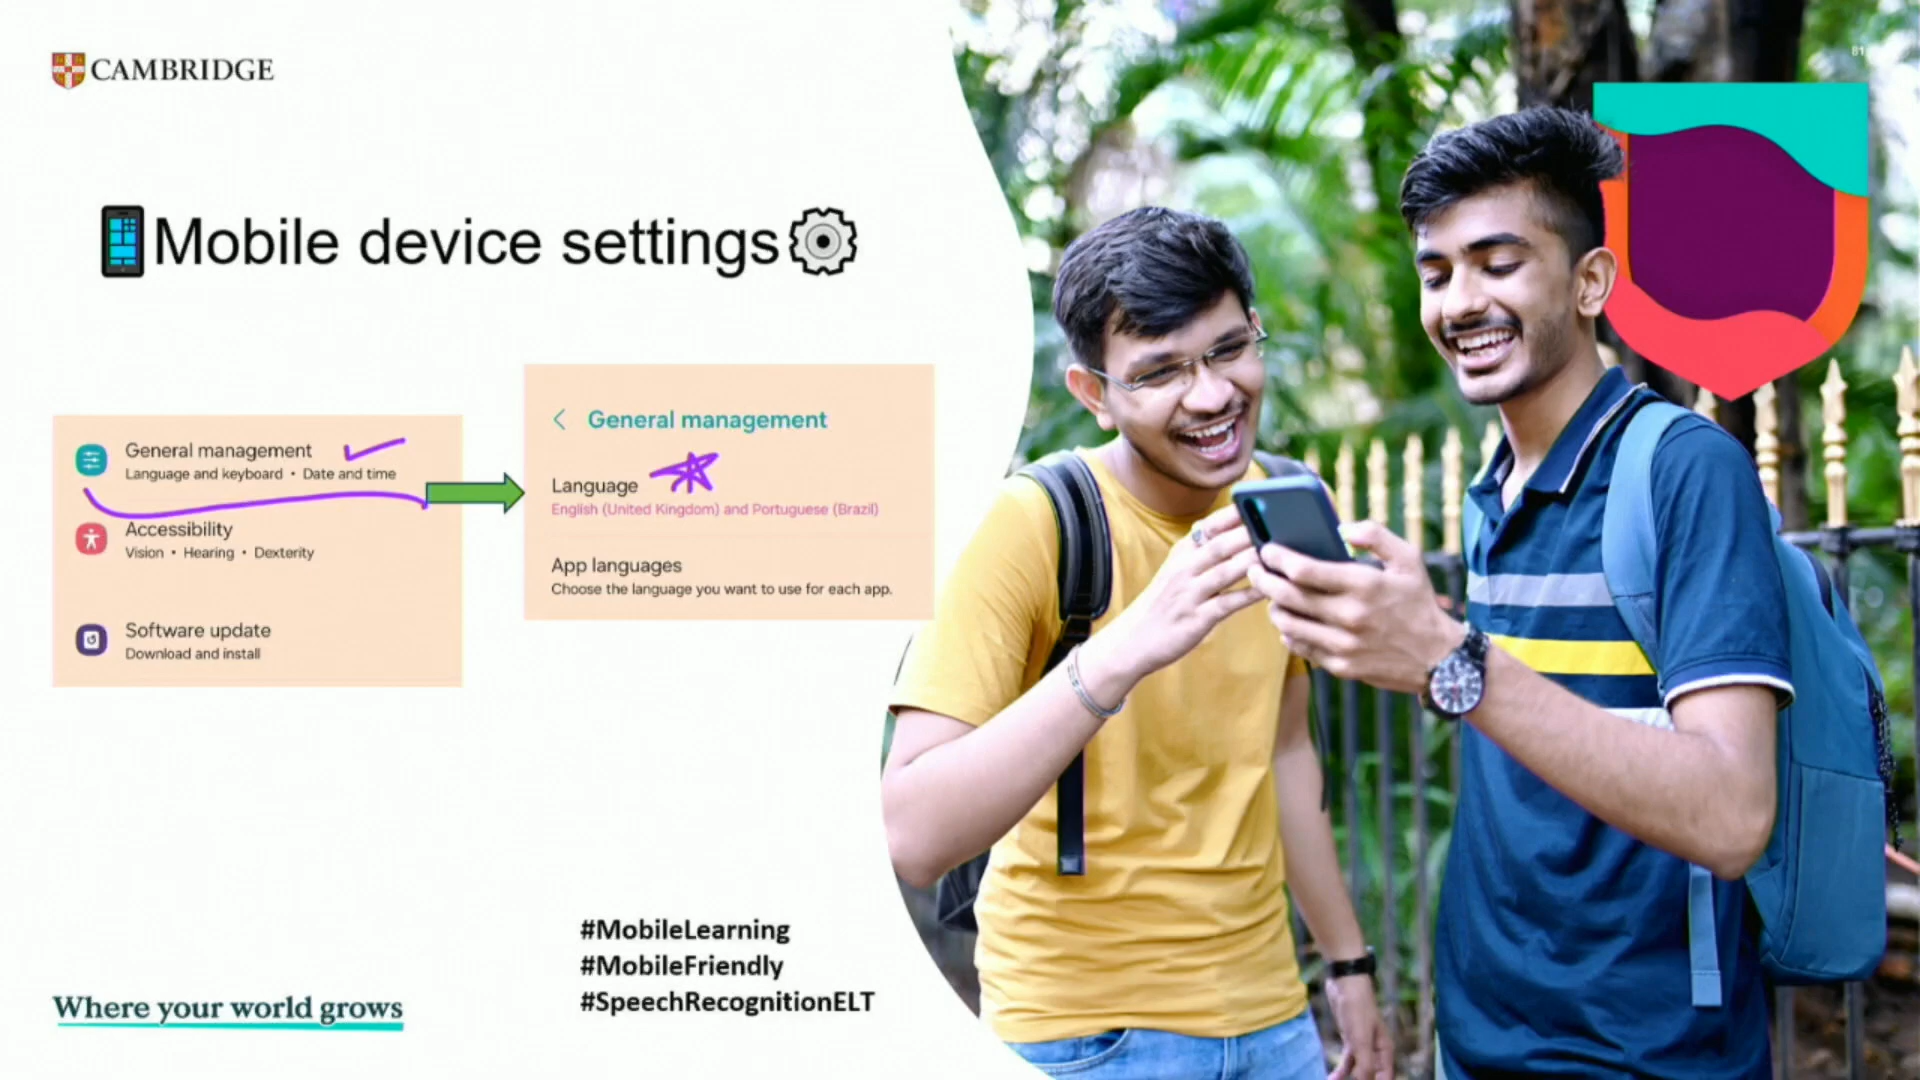 CAMBRIDGE
81
Mobile device settings
General management
Language and keyboard • Date and time
Accessibility
Vision • Hearing • Dexterity
Software update
Download and install
General management
Language
English (United Kingdom) and Portuguese (Brazil)
App languages
Choose the language you want to use for each app.
#MobileLearning
#MobileFriendly
#SpeechRecognitionELT
Where your world grows